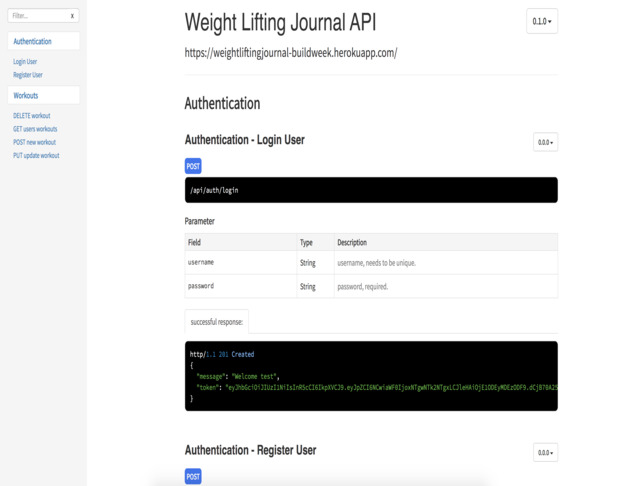 Filter... x
Authentication
Login User
Register User
Workouts
DELETE workout
GET users workouts
POST new workout
PUT update workout
Weight Lifting Journal API
0.1.0
https://weightliftingjournal-buildweek.herokuapp.com/
Authentication
Authentication - Login User
0.0.0
POST
/api/auth/login
Parameter
Field Type Description
username String username, needs to be unique.
password String password, required.
successful response:
http/1.1 201 Created
{
"message": "Welcome test",
"token":
}
Authentication - Register User
0.0.0
POST